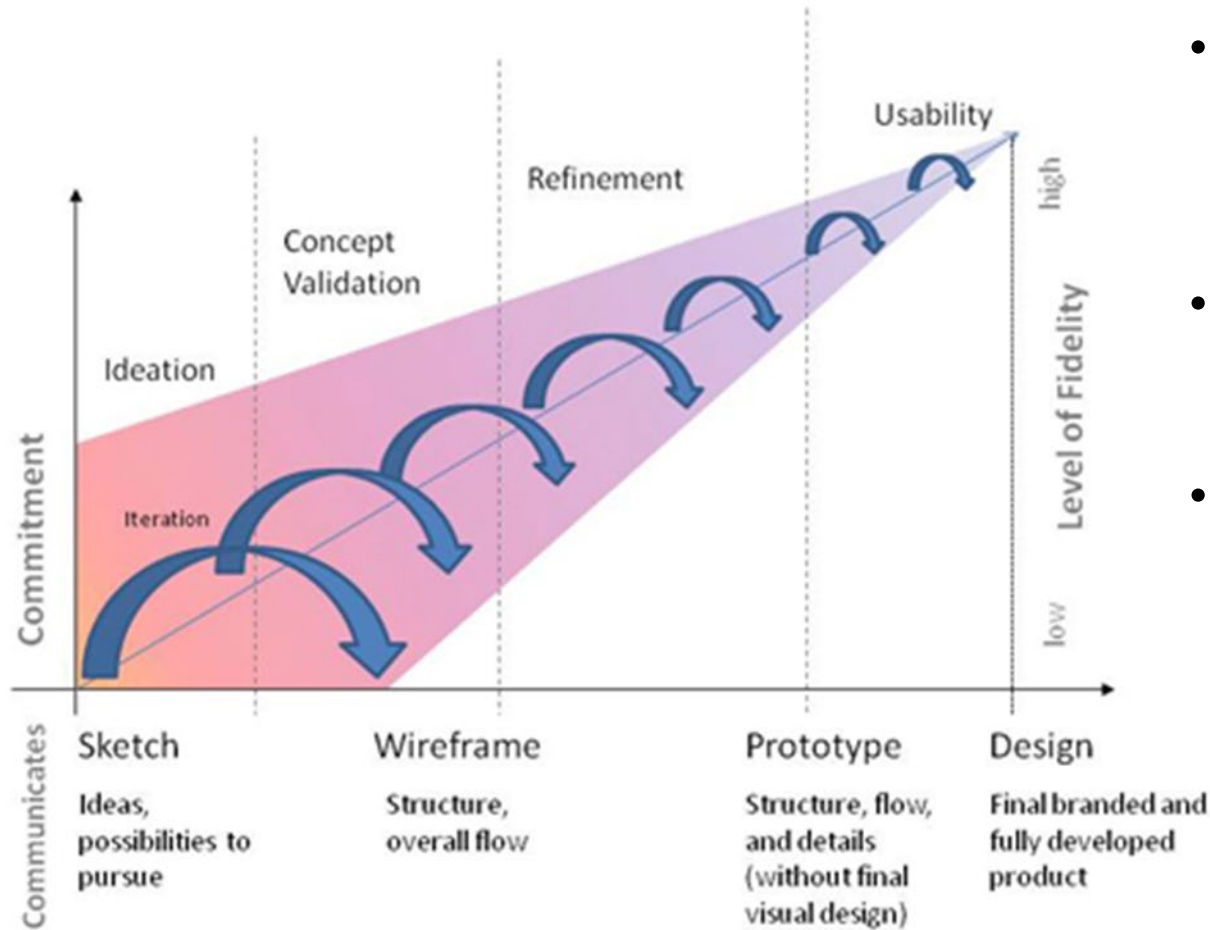 Usability
Refinement
Concept
Validation
Ideation
Iteration
Commitment
high
Level of Fidelity
low
Communicates
Sketch
Ideas,
possibilities to
pursue
Wireframe
Structure,
overall flow
Prototype
Structure, flow,
and details
(without final
visual design)
Design
Final branded and
fully developed
product